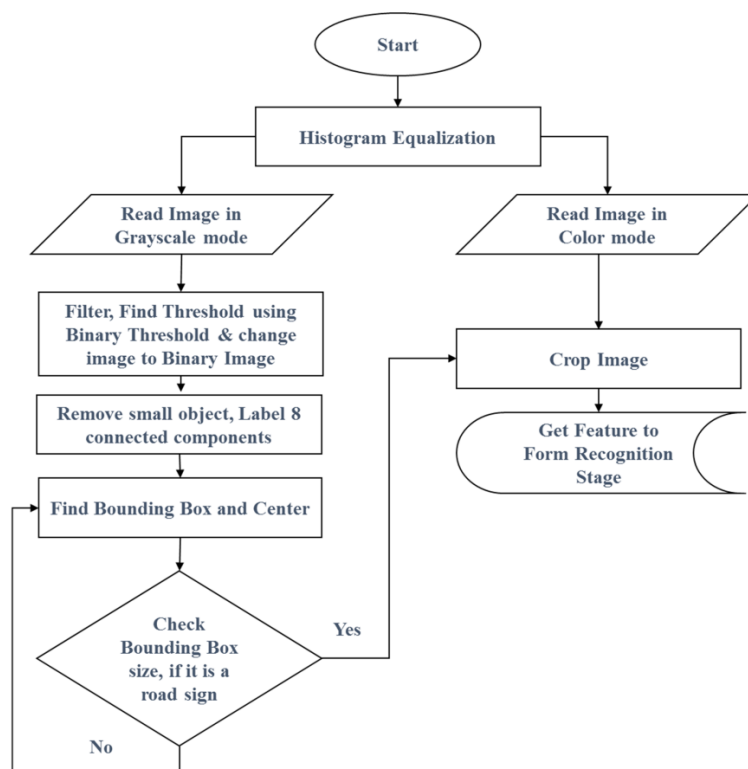 Start
Histogram Equalization
Read Image in
Grayscale mode
Read Image in
Color mode
Filter, Find Threshold using
Binary Threshold & change
image to Binary Image
Crop Image
Remove small object, Label 8
connected components
Get Feature to
Form Recognition
Stage
Find Bounding Box and Center
Check
Bounding Box
size, if it is a
road sign
Yes
No